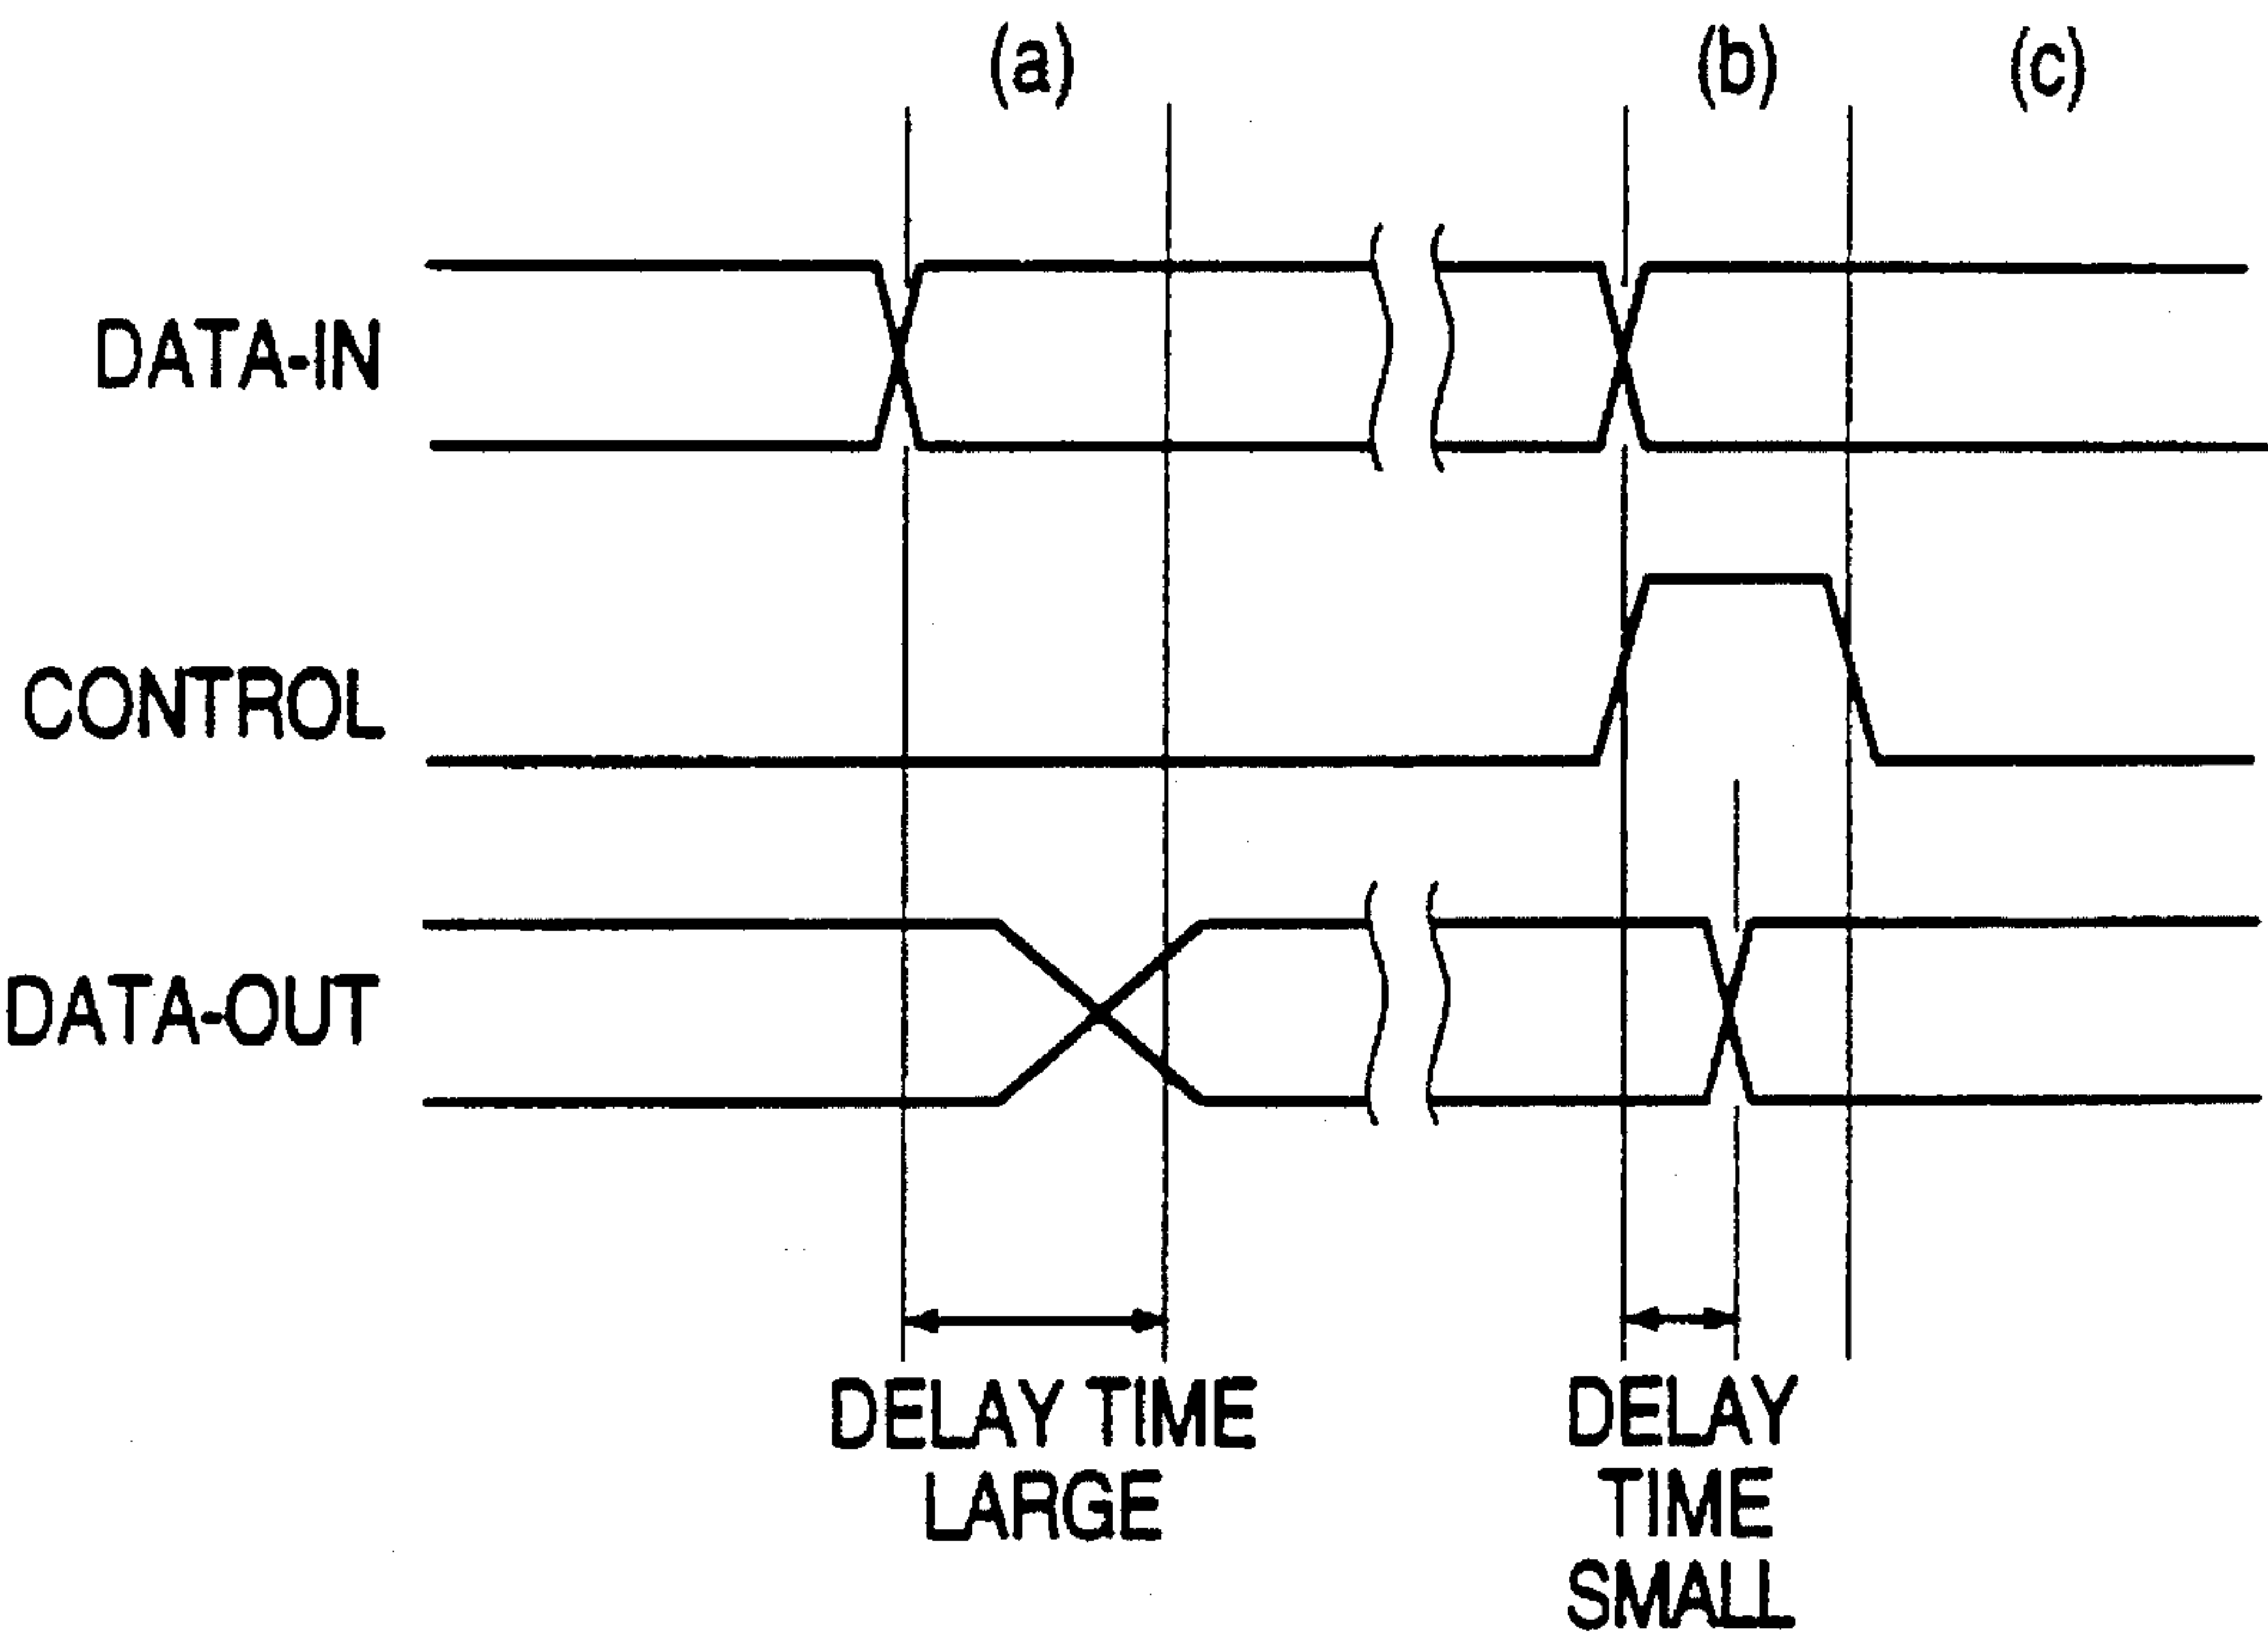 (a)
(b)
(c)
DATA-IN
CONTROL
DATA-OUT
DELAY TIME
LARGE
DELAY
TIME
SMALL